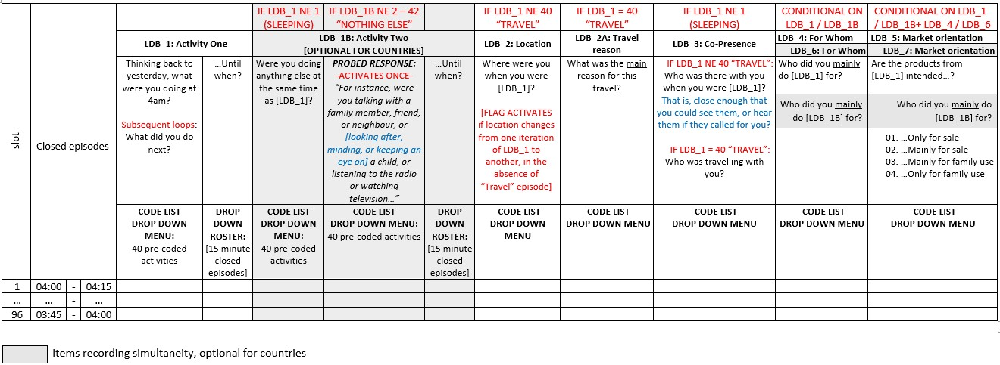 IF LDB_1 NE 1
(SLEEPING)
IF LDB_1B NE 2 – 42
“NOTHING ELSE”
IF LDB_1 NE 40
“TRAVEL”
IF LDB_1 = 40
“TRAVEL”
IF LDB_1 NE 1
(SLEEPING)
CONDITIONAL ON
LDB_1 / LDB_1B
CONDITIONAL ON LDB_1
/ LDB_1B+ LDB_4 / LDB_6
slot
Closed episodes
LDB_1: Activity One
LDB_1B: Activity Two
[OPTIONAL FOR COUNTRIES]
LDB_2: Location
LDB_2A: Travel
reason
LDB_3: Co-Presence
LDB_4: For Whom
LDB_6: For Whom
LDB_5: Market orientation
LDB_7: Market orientation
Thinking back to
yesterday, what
were you doing at
4am?
Subsequent loops:
What did you do
next?
...Until
when?
Were you doing
anything else at
the same time
as [LDB_1]?
PROBED RESPONSE:
-ACTIVATES ONCE-
“For instance, were
you talking with a
family member, friend,
or neighbour, or
[looking after,
minding, or keeping an
eye on] a child, or
listening to the radio
or watching
television...”
...Until
when?
Where were you
when you were
[LDB_1]?
[FLAG ACTIVATES
if location changes
from one iteration
of LDB_1 to
another, in the
absence of
“Travel” episode]
What was the main
reason for this
travel?
IF LDB_1 NE 40 “TRAVEL”:
Who was there with you
when you were [LDB_1]?
That is, close enough that
you could see them, or hear
them if they called for you?
IF LDB_1 = 40 “TRAVEL”:
Who was travelling with
you?
Who did you mainly
do [LDB_1] for?
Who did you mainly
do [LDB_1B] for?
Are the products from
[LDB_1] intended...?
Who did you mainly do
[LDB_1B] for?
01. ...Only for sale
02. ...Mainly for sale
03. ...Mainly for family use
04. ...Only for family use
CODE LIST
DROP DOWN
MENU:
40 pre-coded
activities
DROP
DOWN
ROSTER:
[15 minute
closed
episodes]
CODE LIST
DROP DOWN
MENU:
40 pre-coded
activities
CODE LIST
DROP DOWN MENU:
40 pre-coded activities
DROP
DOWN
ROSTER:
[15 minute
closed
episodes]
CODE LIST
DROP DOWN
MENU
CODE LIST
DROP DOWN MENU
CODE LIST
DROP DOWN MENU
CODE LIST
DROP DOWN MENU
CODE LIST
DROP DOWN MENU
1 04:00 - 04:15
... ... - ...
96 03:45 - 04:00
Items recording simultaneity, optional for countries